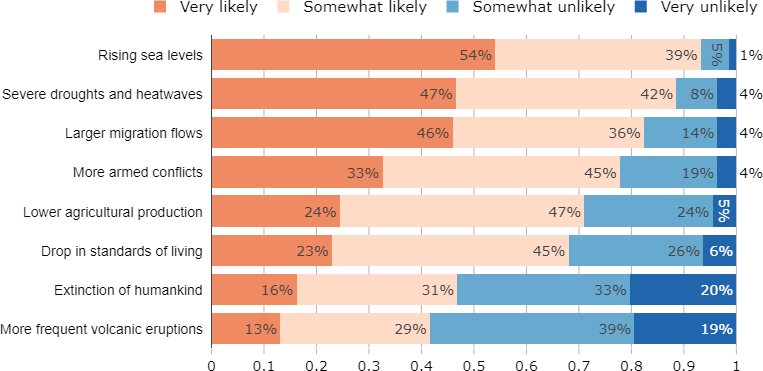 Very likely Somewhat likely Somewhat unlikely Very unlikely
Rising sea levels 54% 39% 5% 1%
Severe droughts and heatwaves 47% 42% 8% 4%
Larger migration flows 46% 36% 14% 4%
More armed conflicts 33% 45% 19% 4%
Lower agricultural production 24% 47% 24% 5%
Drop in standards of living 23% 45% 26% 6%
Extinction of humankind 16% 31% 33% 20%
More frequent volcanic eruptions 13% 29% 39% 19%
0 0.1 0.2 0.3 0.4 0.5 0.6 0.7 0.8 0.9 1